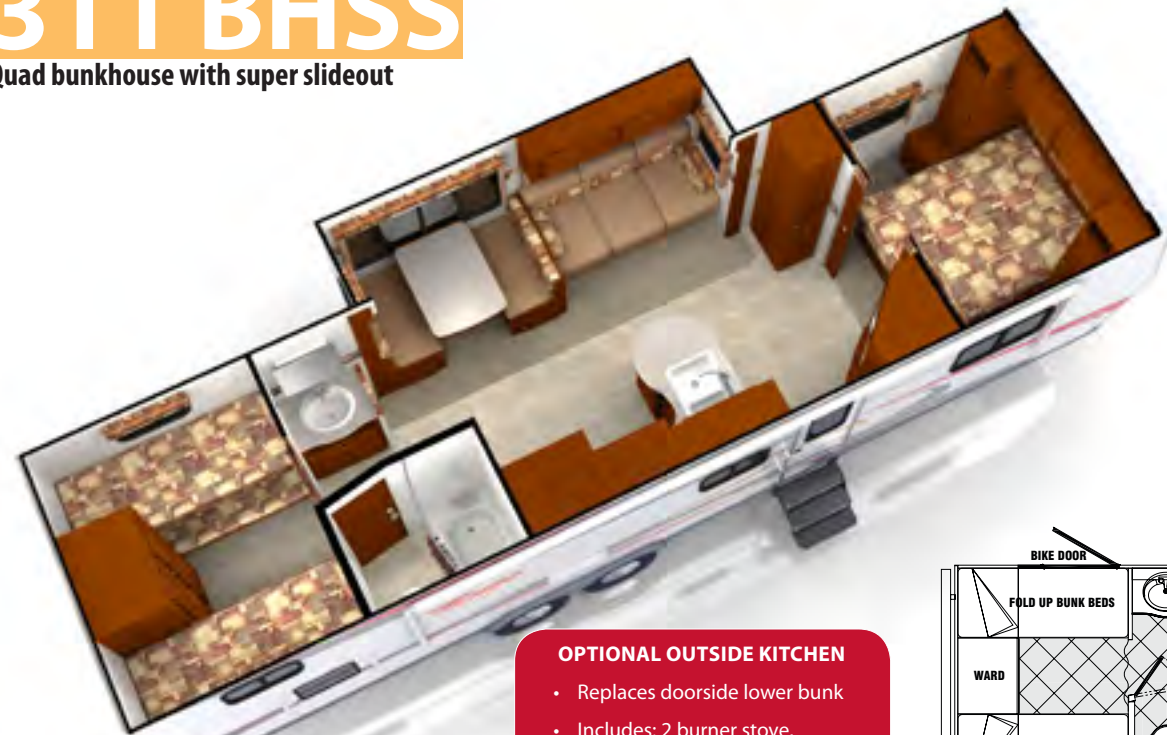 311 BHSS
Quad bunkhouse with super slideout
OPTIONAL OUTSIDE KITCHEN
• Replaces doorside lower bunk
• Includes: 2 burner stove,
BIKE DOOR
FOLD UP BUNK BEDS
WARD